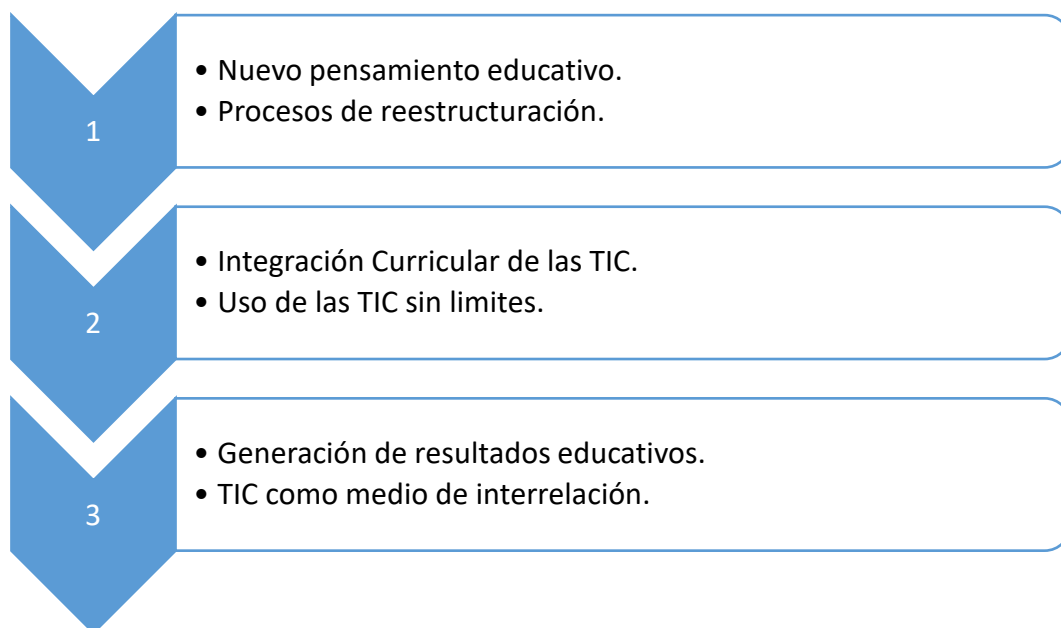 1
• Nuevo pensamiento educativo.
• Procesos de reestructuración.
2
• Integración Curricular de las TIC.
• Uso de las TIC sin limites.
3
• Generación de resultados educativos.
• TIC como medio de interrelación.